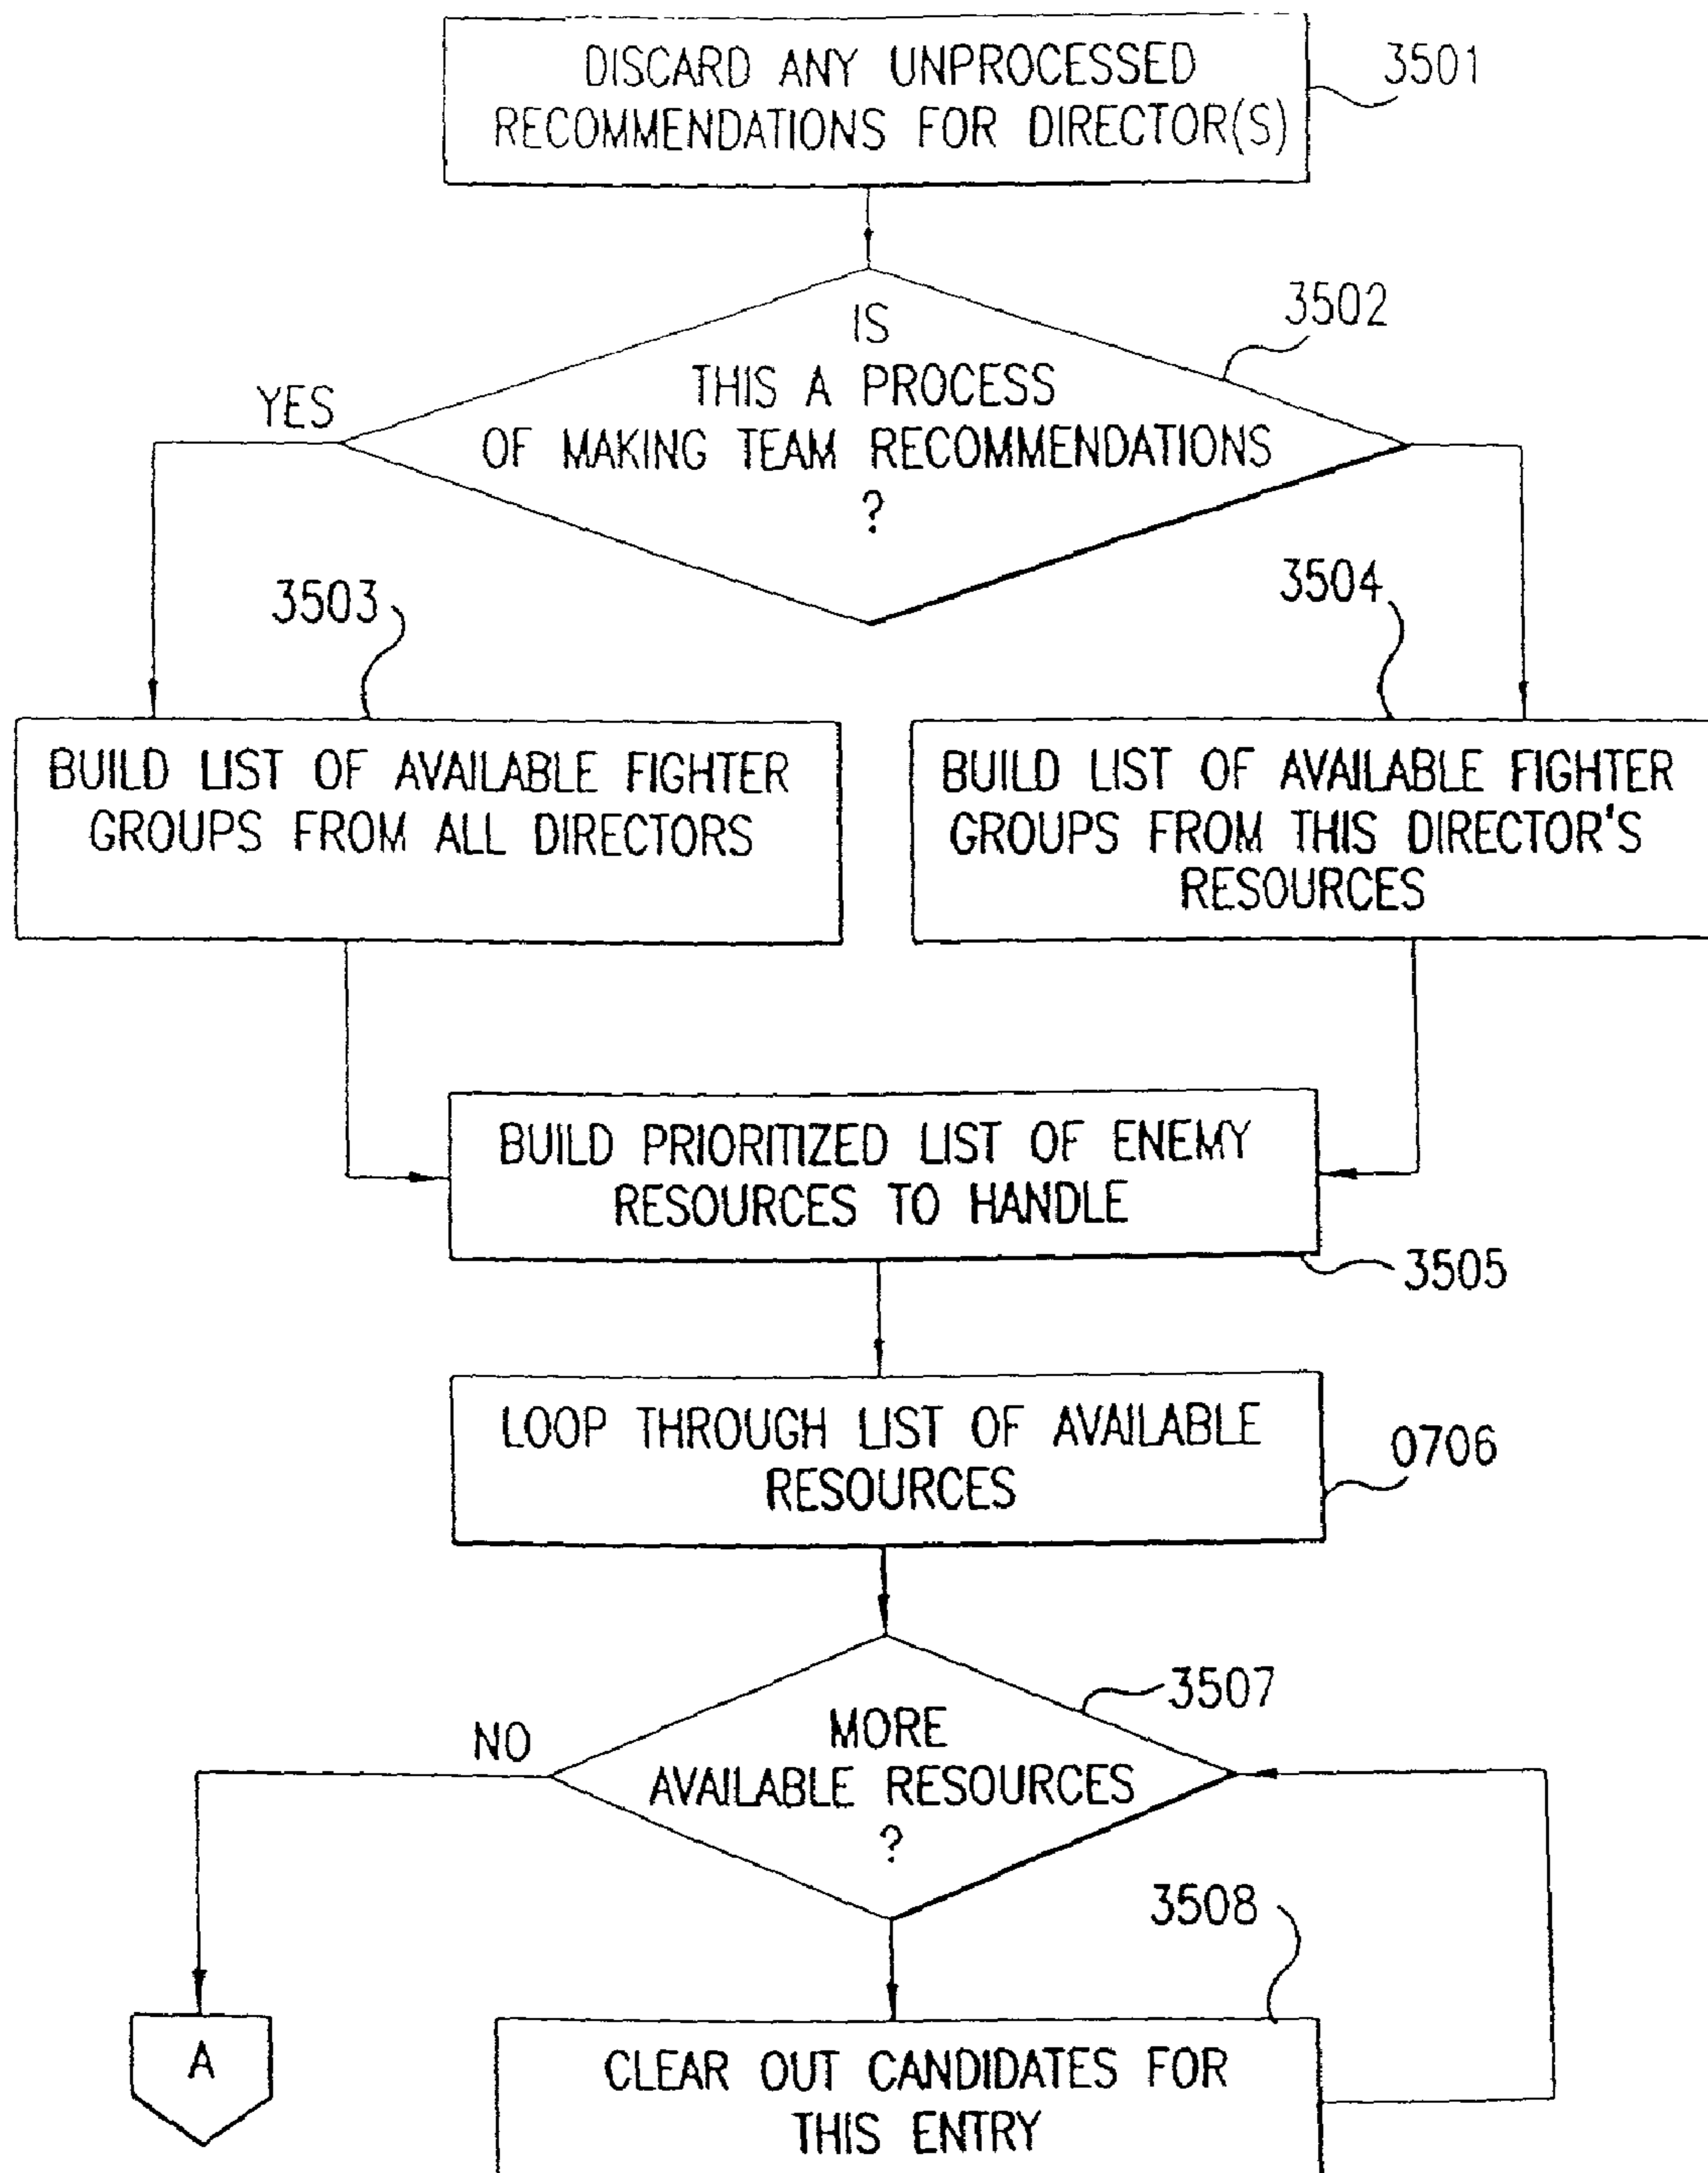 DISCARD ANY UNPROCESSED
RECOMMENDATIONS FOR DIRECTOR(S)
3501
IS
THIS A PROCESS
OF MAKING TEAM RECOMMENDATIONS
?
3502
YES
3503
3504
BUILD LIST OF AVAILABLE FIGHTER
GROUPS FROM ALL DIRECTORS
BUILD LIST OF AVAILABLE FIGHTER
GROUPS FROM THIS DIRECTOR'S
RESOURCES
BUILD PRIORITIZED LIST OF ENEMY
RESOURCES TO HANDLE
3505
LOOP THROUGH LIST OF AVAILABLE
RESOURCES
0706
3507
NO
MORE
AVAILABLE RESOURCES
?
3508
A
CLEAR OUT CANDIDATES FOR
THIS ENTRY